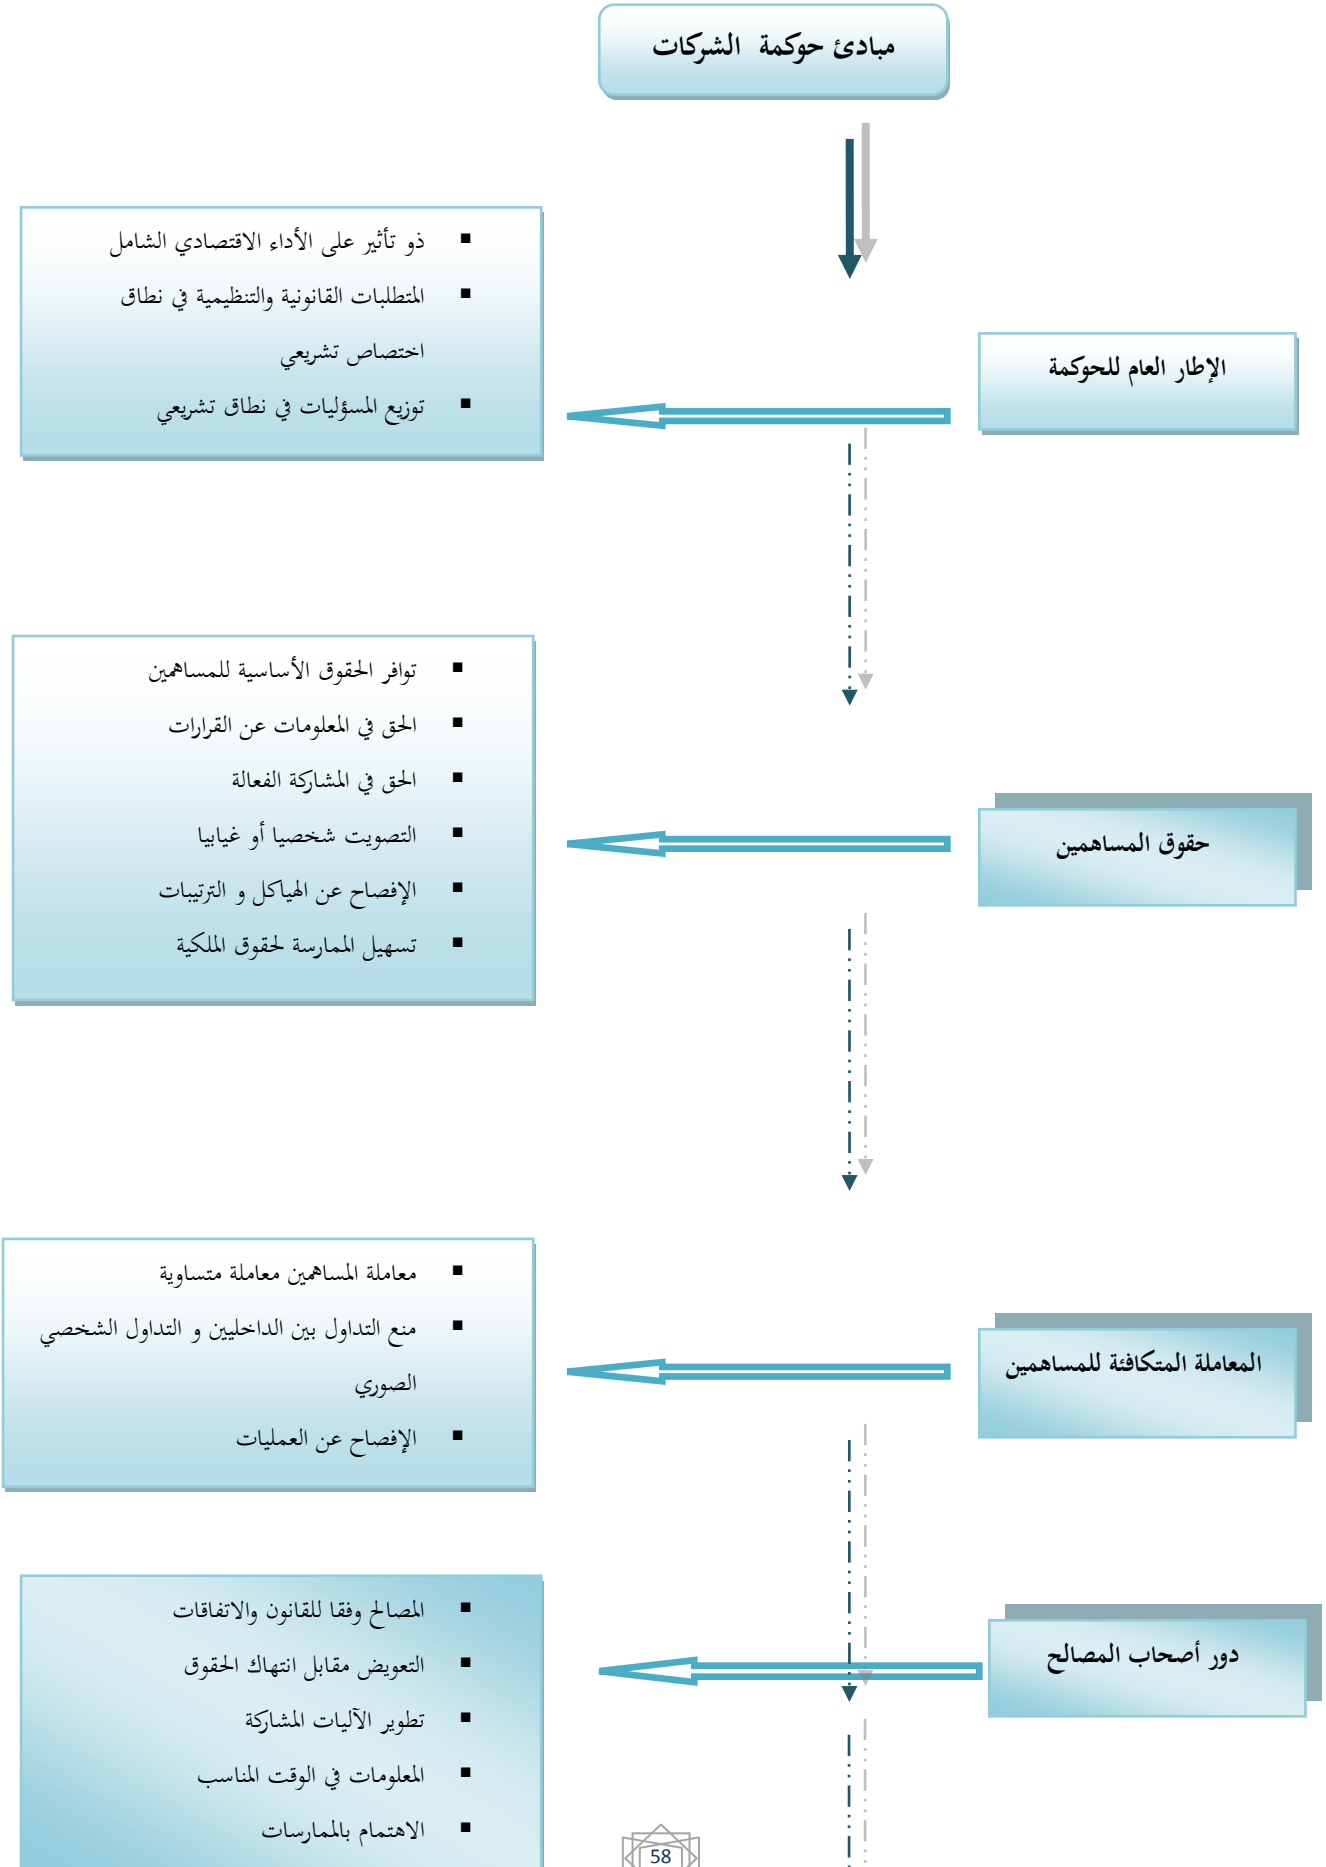 مبادئ حوكمة الشركات
الإطار العام للحوكمة
▪ ذو تأثير على الأداء الاقتصادي الشامل
▪ المتطلبات القانونية والتنظيمية في نطاق
اختصاص تشريعي
▪ توزيع المسؤليات في نطاق تشريعي
حقوق المساهمين
▪ توافر الحقوق الأساسية للمساهمين
▪ الحق في المعلومات عن القرارات
▪ الحق في المشاركة الفعالة
▪ التصويت شخصيا أو غيابيا
▪ الإفصاح عن الهياكل و الترتيبات
▪ تسهيل الممارسة لحقوق الملكية
المعاملة المتكافئة للمساهمين
▪ معاملة المساهمين معاملة متساوية
▪ منع التداول بين الداخليين و التداول الشخصي
الصوري
▪ الإفصاح عن العمليات
دور أصحاب المصالح
▪ المصالح وفقا للقانون والاتفاقات
▪ التعويض مقابل انتهاك الحقوق
▪ تطوير الآليات المشاركة
▪ المعلومات في الوقت المناسب
▪ الاهتمام بالممارسات
58